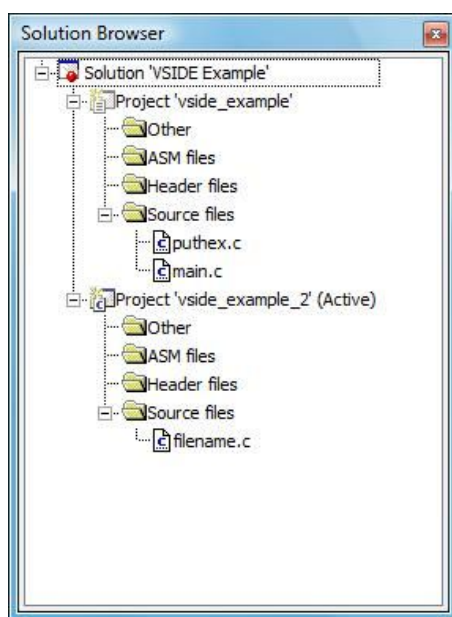 Solution Browser
Solution 'VSIDE Example'
Project 'vside_example'
Other
ASM files
Header files
Source files
puthex.c
main.c
Project 'vside_example_2' (Active)
Other
ASM files
Header files
Source files
filename.c